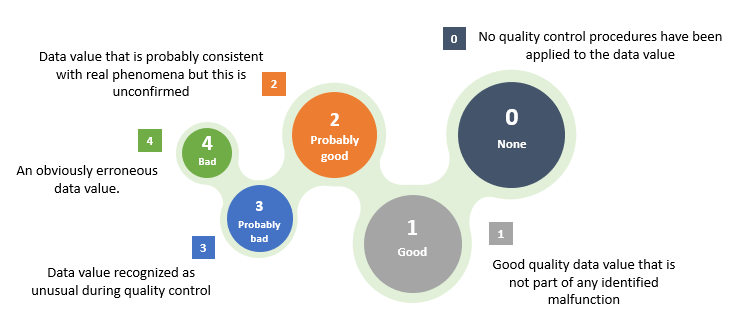 0
No quality control procedures have been
applied to the data value
Data value that is probably consistent
with real phenomena but this is
unconfirmed
2
2
Probably
good
0
None
4
4
Bad
An obviously erroneous
data value.
3
Probably
bad
1
Good
3
1
Data value recognized as
unusual during quality control
Good quality data value that is
not part of any identified
malfunction